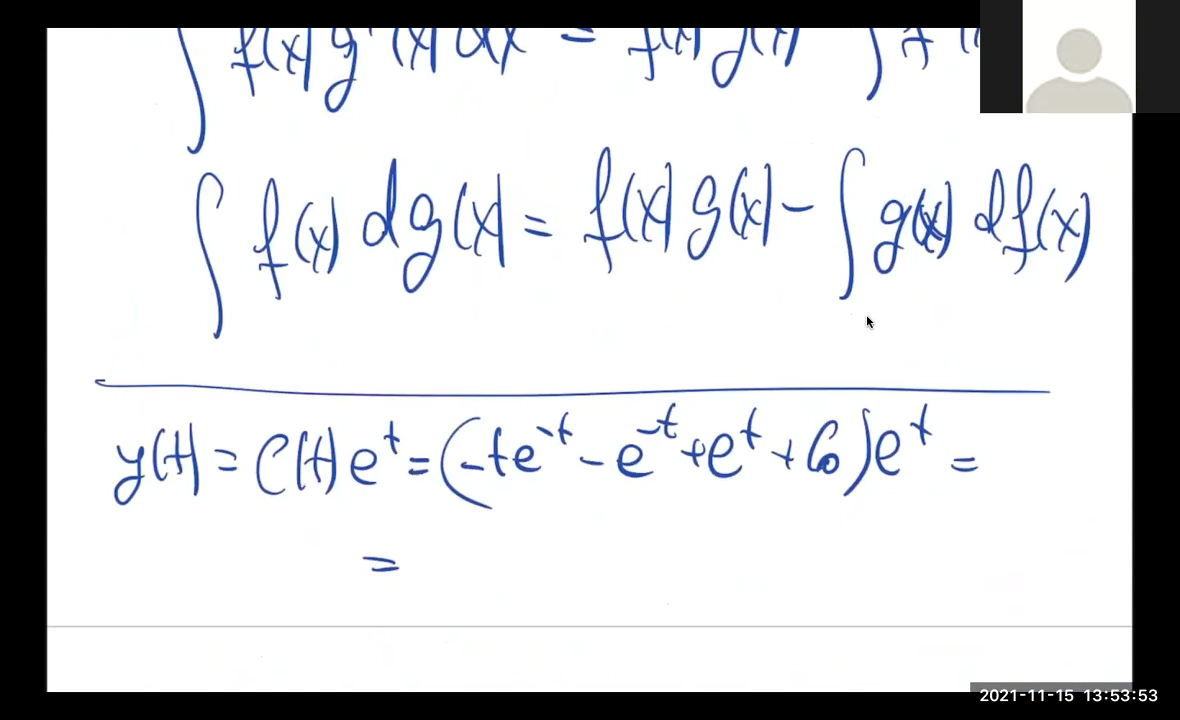 ∫ f(x) g'(x) dx = f(x) g(x) ∫ f
∫ f(x) dg(x) = f(x) g(x) - ∫ g(x) df(x)
y(t) = C(t) e^t = (-te^{-t} - e^{-t} + e^t + C₀) e^t =
=
2021-11-15 13:53:53